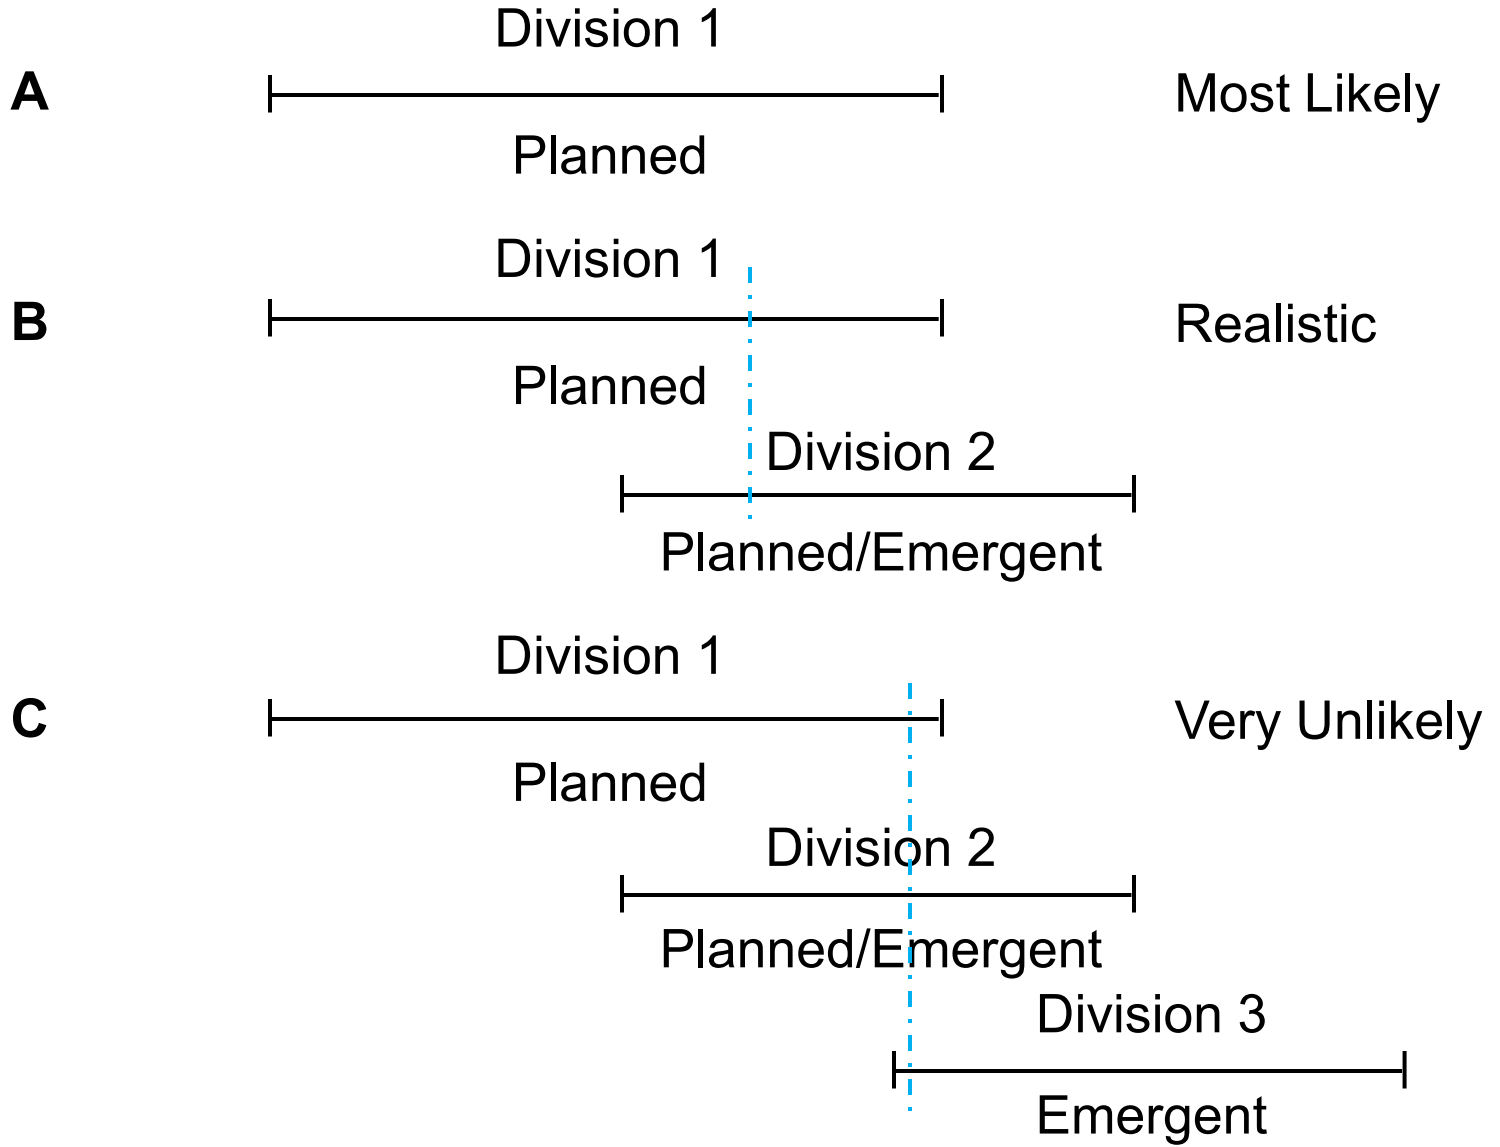 Division 1
A
Most Likely
Planned
Division 1
B
Realistic
Planned
Division 2
Planned/Emergent
Division 1
C
Very Unlikely
Planned
Division 2
Planned/Emergent
Division 3
Emergent